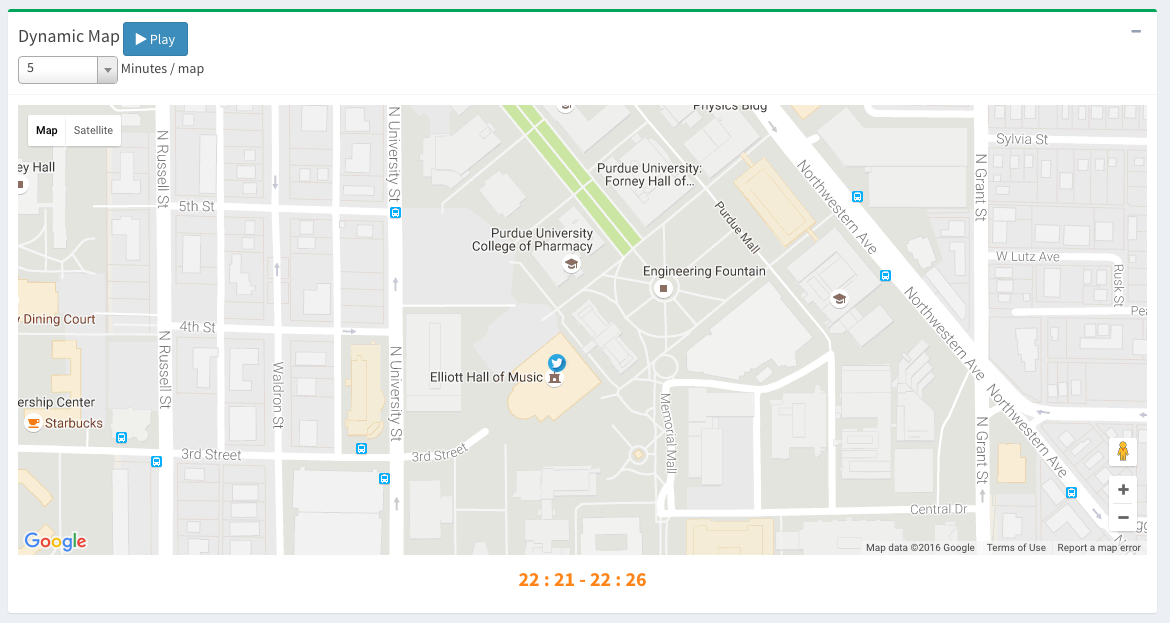 Dynamic Map
Play
5
Minutes / map
Map
Satellite
Physics Bldg
Sylvia St
N Russell St
N University St
N Grant St
ey Hall
Purdue University:
Forney Hall of...
Northwestern Ave
5th St
Purdue Mall
Purdue University
College of Pharmacy
W Lutz Ave
Engineering Fountain
Rusk St
Northwestern Ave
y Dining Court
4th St
Pea
N Russell St
Waldron St
N University St
Elliott Hall of Music
Memorial Mall
Northwestern Ave
ership Center
Starbucks
N Grant St
3rd Street
3rd Street
Central Dr
Google
Map data ©2016 Google
Terms of Use
Report a map error
22 : 21 - 22 : 26